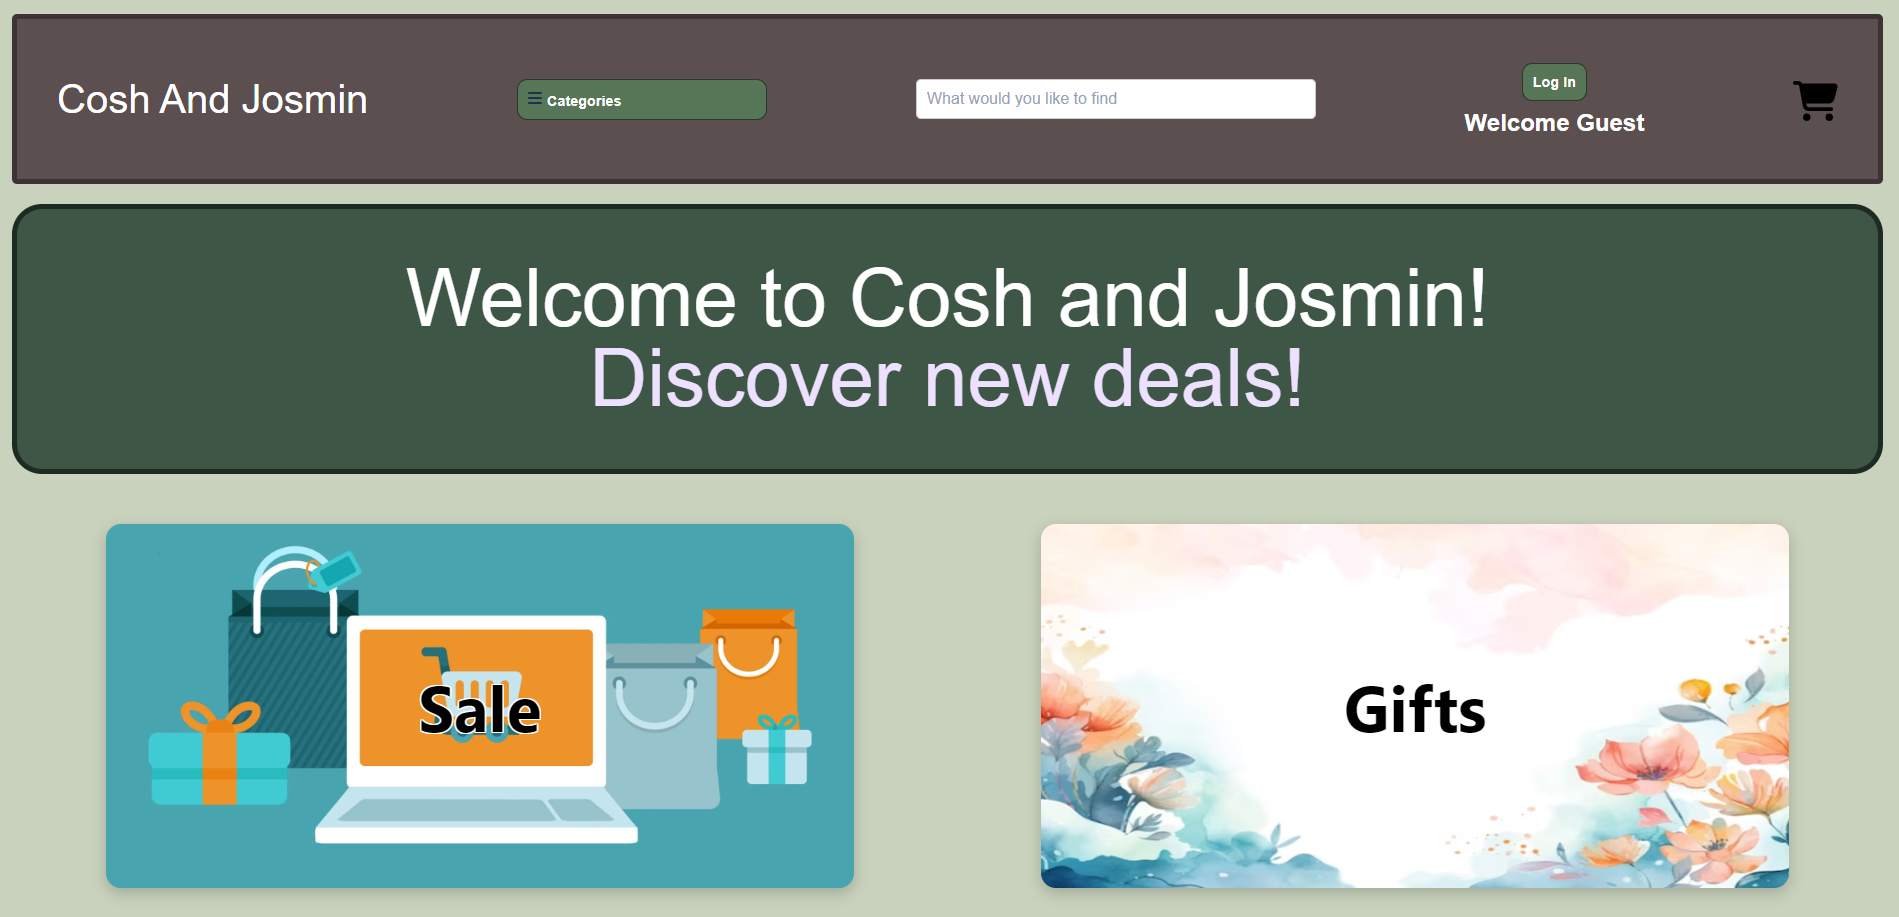 Cosh And Josmin
Categories
What would you like to find
Log In
Welcome Guest
Welcome to Cosh and Josmin!
Discover new deals!
Sale
Gifts